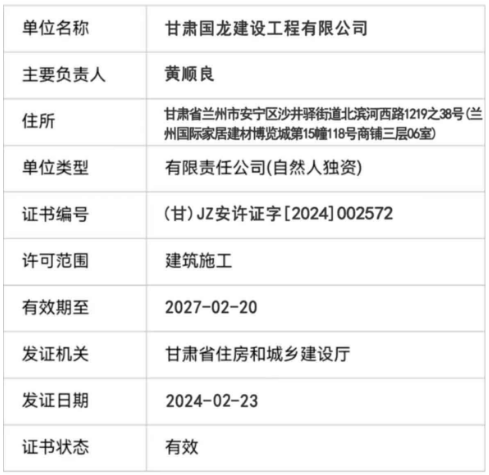 单位名称 甘肃国龙建设工程有限公司
主要负责人 黄顺良
住所 甘肃省兰州市安宁区沙井驿街道北滨河西路1219之38号(兰
州国际家居建材博览城第15幢118号商铺三层06室)
单位类型 有限责任公司(自然人独资)
证书编号 (甘)JZ安许证字[2024]002572
许可范围 建筑施工
有效期至 2027-02-20
发证机关 甘肃省住房和城乡建设厅
发证日期 2024-02-23
证书状态 有效